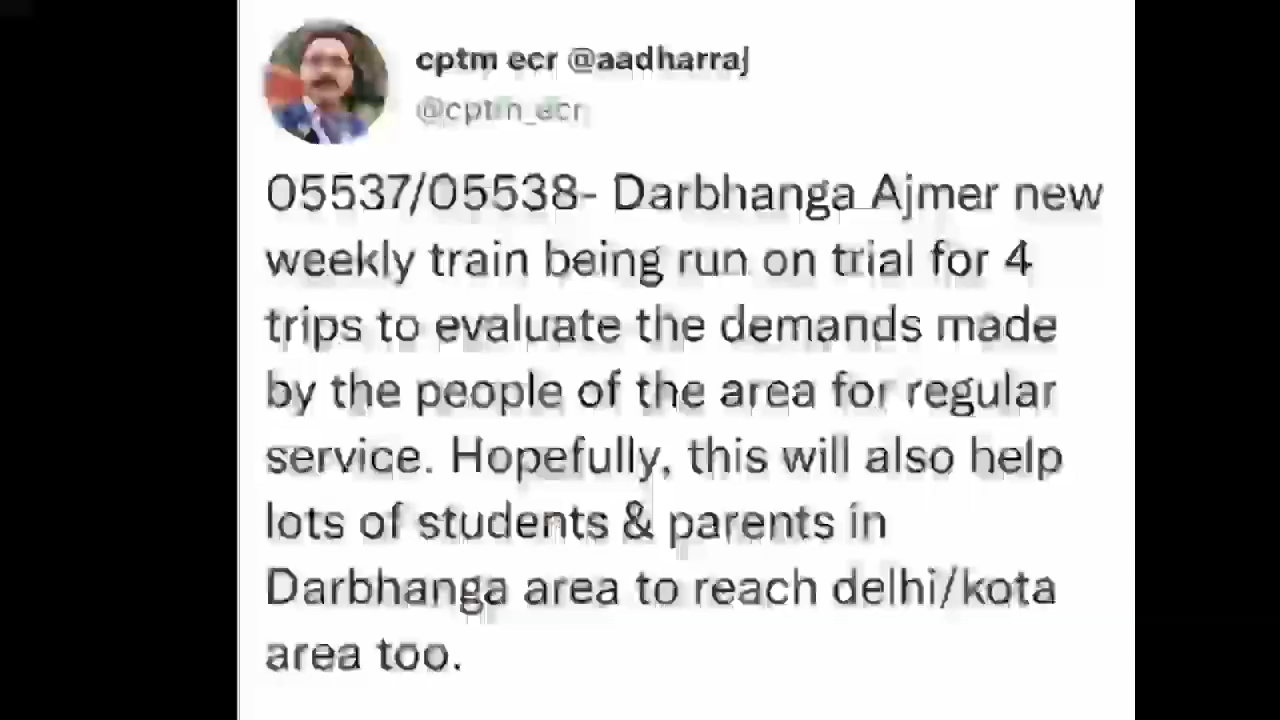 cptm ecr @aadharraj
@cptm_ecr
05537/05538- Darbhanga Ajmer new
weekly train being run on trial for 4
trips to evaluate the demands made
by the people of the area for regular
service. Hopefully, this will also help
lots of students & parents in
Darbhanga area to reach delhi/kota
area too.